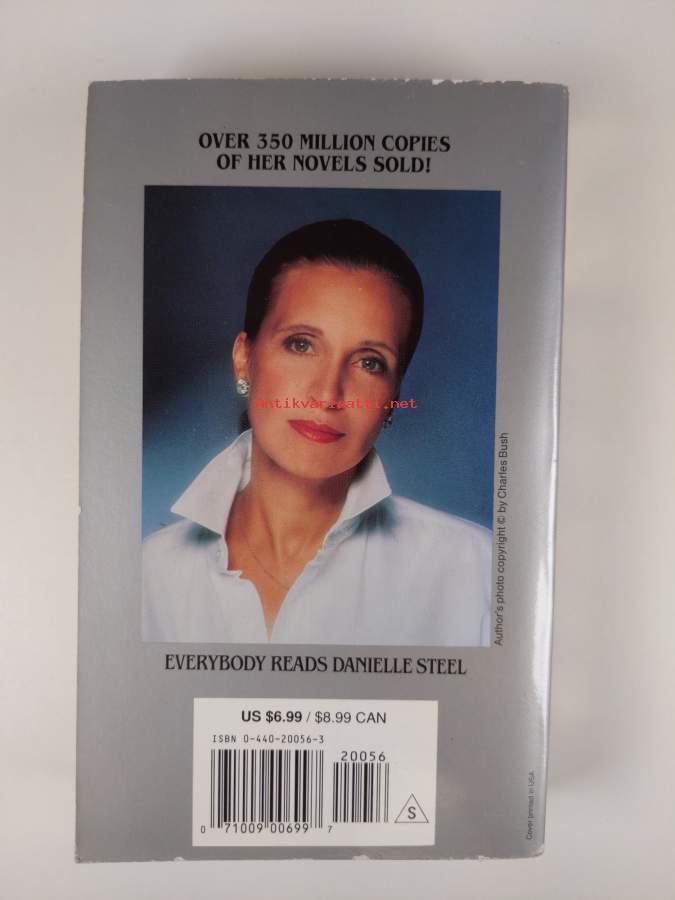 OVER 350 MILLION COPIES
OF HER NOVELS SOLD!
antikvariaatti.net
Author's photo copyright © by Charles Bush
EVERYBODY READS DANIELLE STEEL
US $6.99 / $8.99 CAN
ISBN 0-440-20056-3
20056
0 71009 00699 7
S
Cover printed in USA